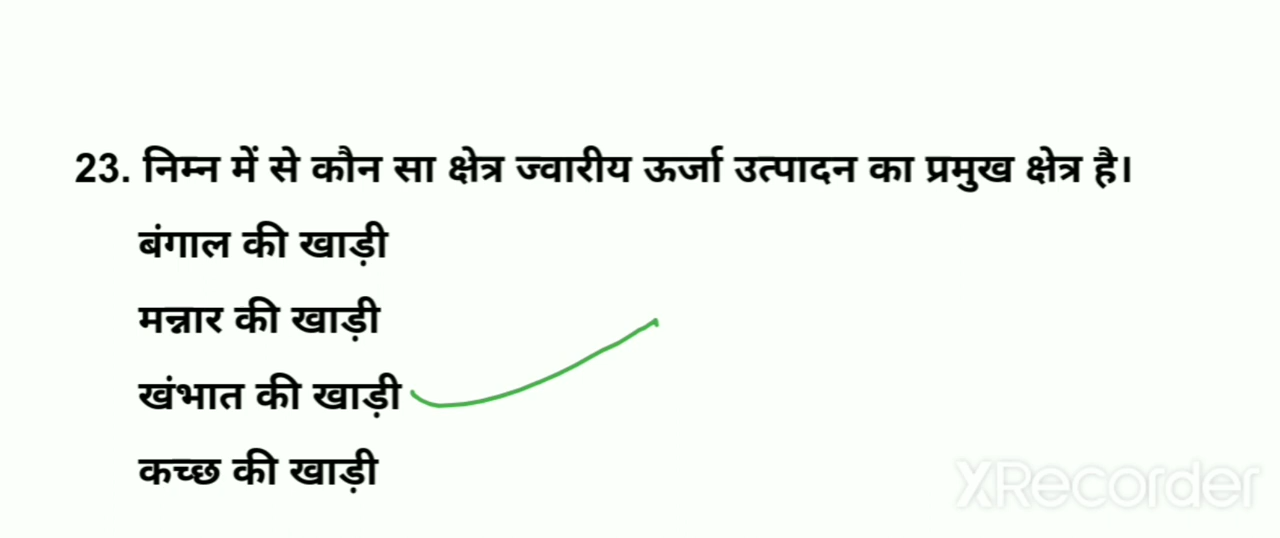 23. निम्न में से कौन सा क्षेत्र ज्वारीय ऊर्जा उत्पादन का प्रमुख क्षेत्र है।
बंगाल की खाड़ी
मन्नार की खाड़ी
खंभात की खाड़ी
कच्छ की खाड़ी
XRecorder